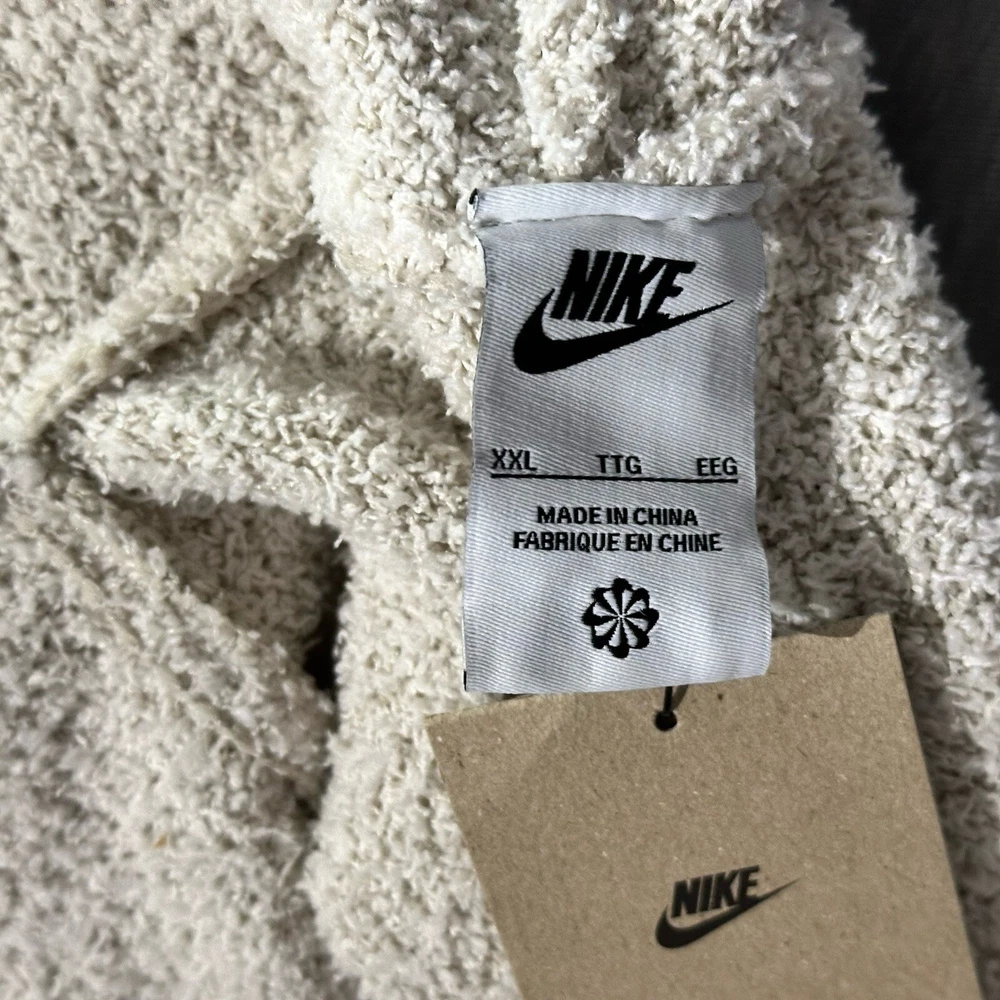 NIKE
XXL TTG EEG
MADE IN CHINA
FABRIQUE EN CHINE
NIKE